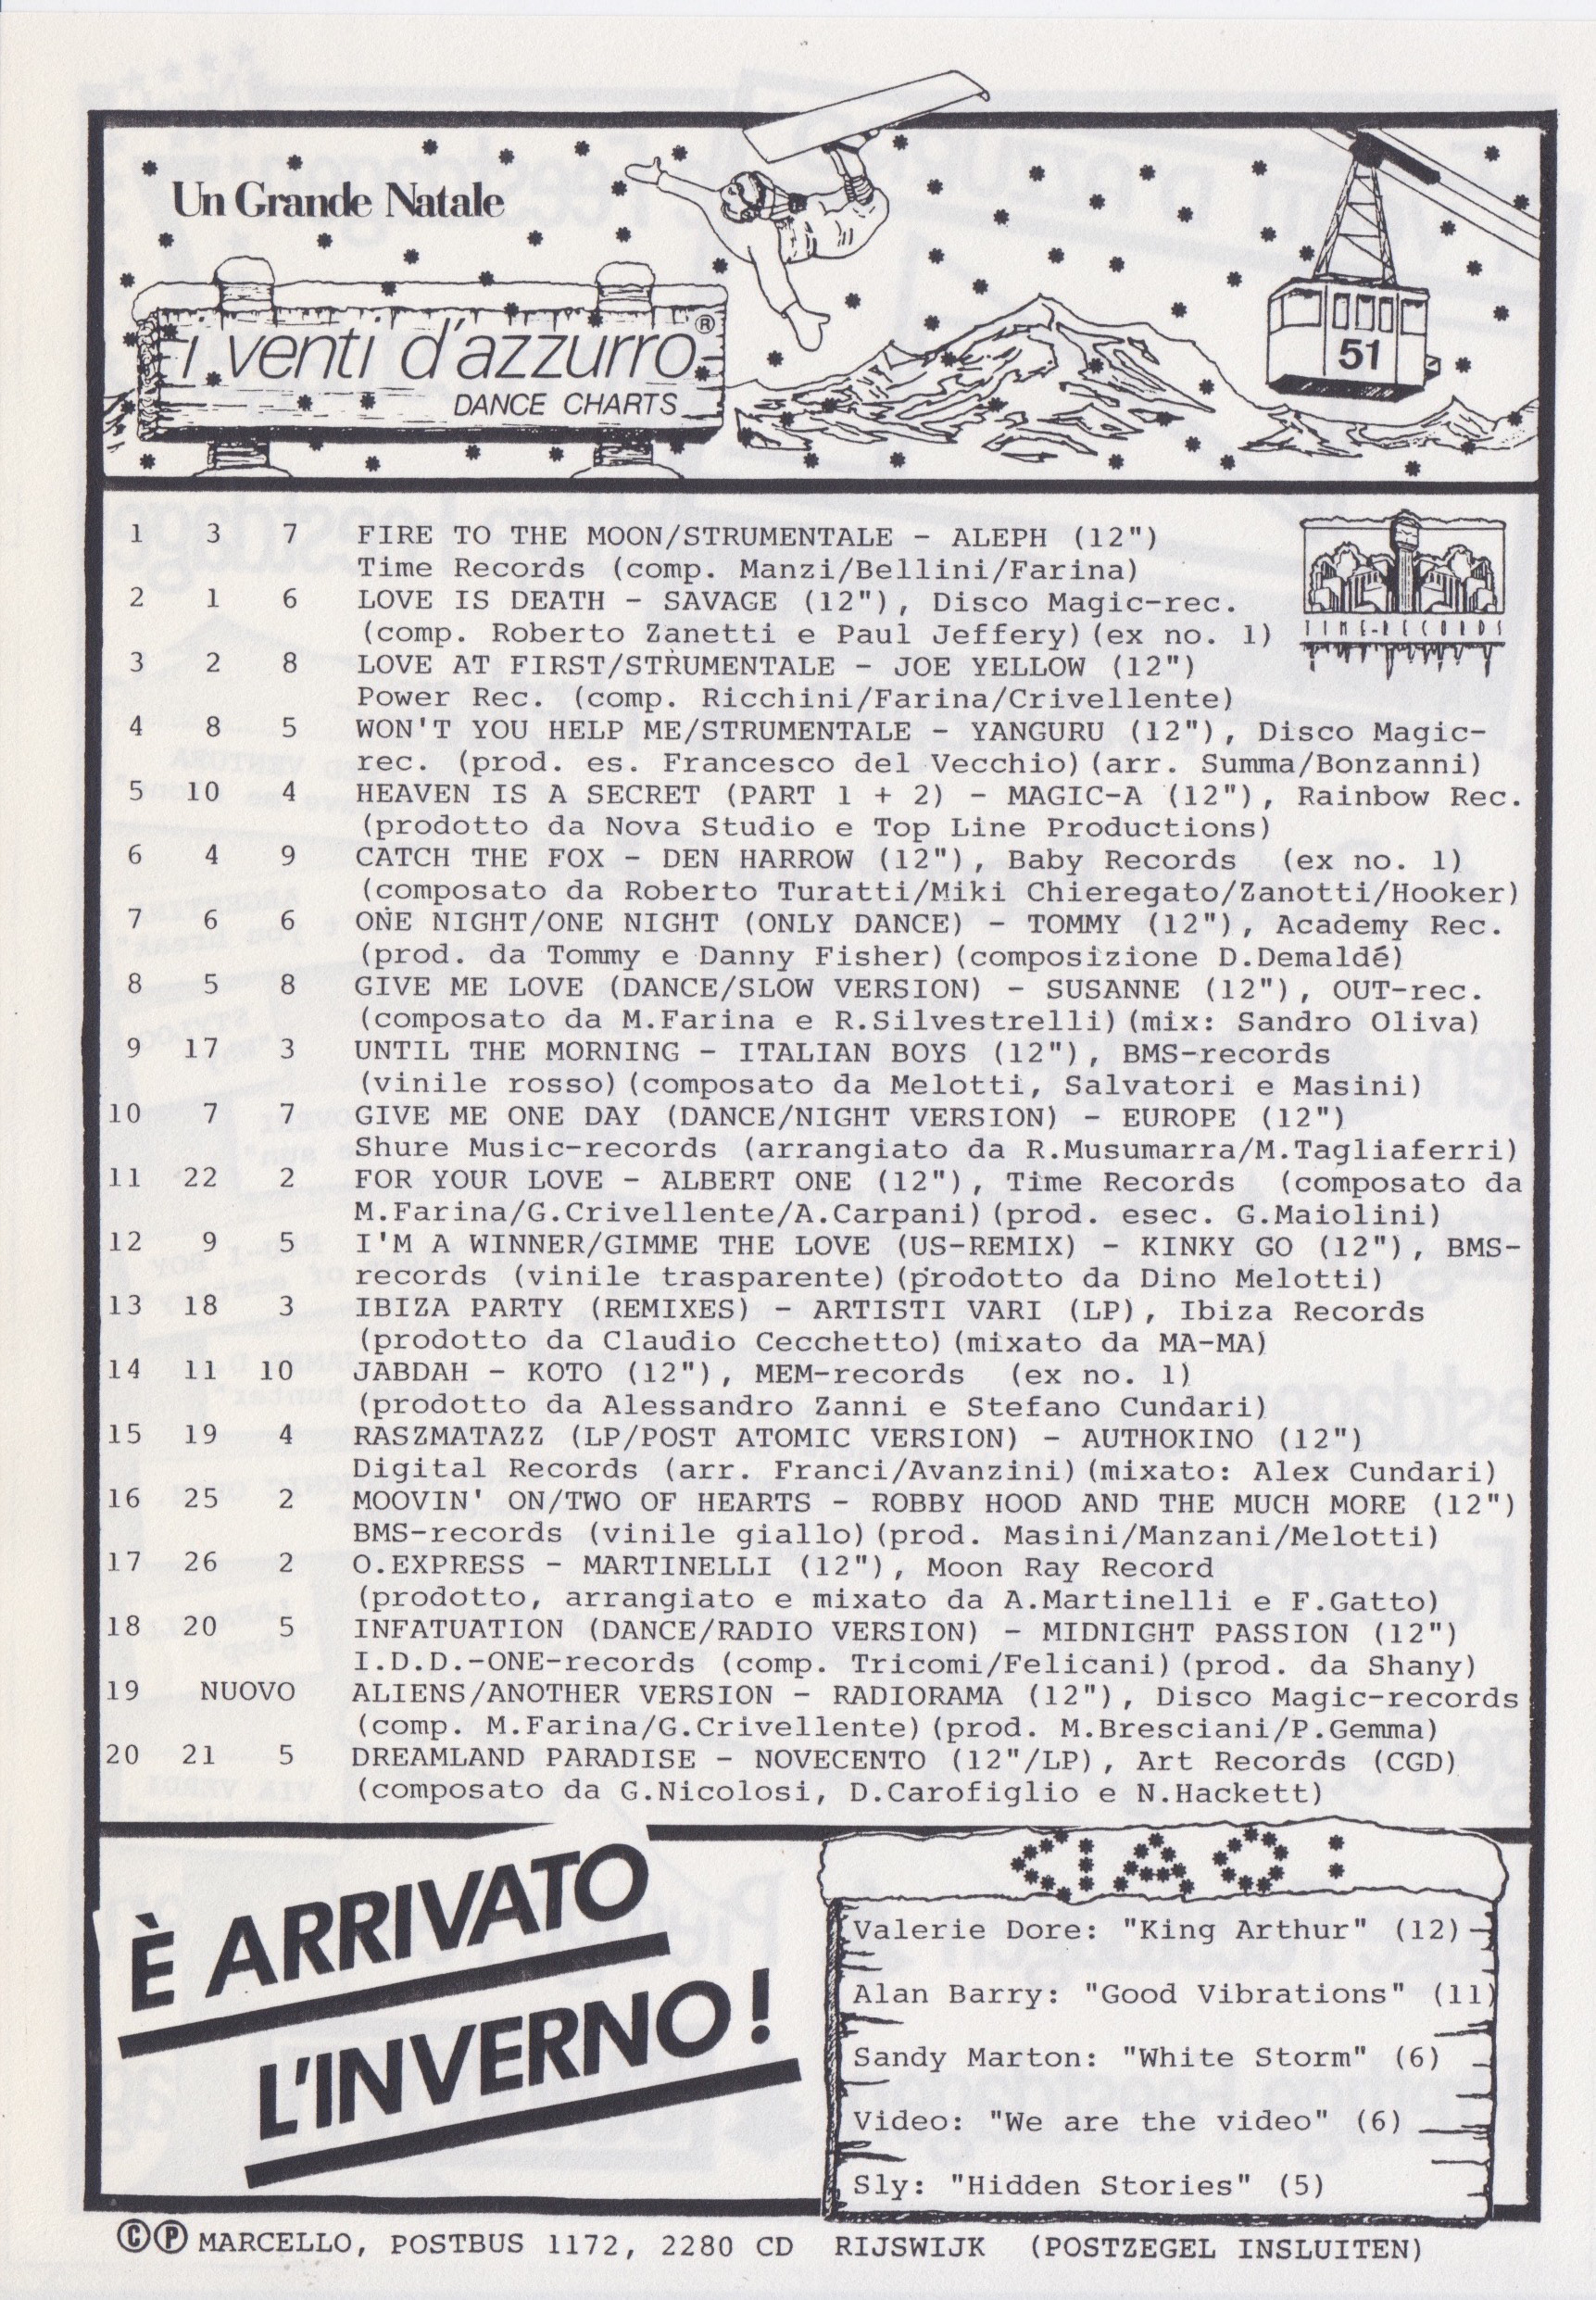 Un Grande Natale
i venti d'azzurro ®
DANCE CHARTS
51
1 3 7 FIRE TO THE MOON/STRUMENTALE - ALEPH (12")
Time Records (comp. Manzi/Bellini/Farina)
2 1 6 LOVE IS DEATH - SAVAGE (12"), Disco Magic-rec.
(comp. Roberto Zanetti e Paul Jeffery)(ex no. 1)
TIME-RECORDS
3 2 8 LOVE AT FIRST/STRUMENTALE - JOE YELLOW (12")
Power Rec. (comp. Ricchini/Farina/Crivellente)
4 8 5 WON'T YOU HELP ME/STRUMENTALE - YANGURU (12"), Disco Magic-
rec. (prod. es. Francesco del Vecchio)(arr. Summa/Bonzanni)
5 10 4 HEAVEN IS A SECRET (PART 1 + 2) - MAGIC-A (12"), Rainbow Rec.
(prodotto da Nova Studio e Top Line Productions)
6 4 9 CATCH THE FOX - DEN HARROW (12"), Baby Records (ex no. 1)
(composato da Roberto Turatti/Miki Chieregato/Zanotti/Hooker)
7 6 6 ONE NIGHT/ONE NIGHT (ONLY DANCE) - TOMMY (12"), Academy Rec.
(prod. da Tommy e Danny Fisher)(composizione D.Demaldé)
8 5 8 GIVE ME LOVE (DANCE/SLOW VERSION) - SUSANNE (12"), OUT-rec.
(composato da M.Farina e R.Silvestrelli)(mix: Sandro Oliva)
9 17 3 UNTIL THE MORNING - ITALIAN BOYS (12"), BMS-records
(vinile rosso)(composato da Melotti, Salvatori e Masini)
10 7 7 GIVE ME ONE DAY (DANCE/NIGHT VERSION) - EUROPE (12")
Shure Music-records (arrangiato da R.Musumarra/M.Tagliaferri)
11 22 2 FOR YOUR LOVE - ALBERT ONE (12"), Time Records (composato da
M.Farina/G.Crivellente/A.Carpani)(prod. esec. G.Maiolini)
12 9 5 I'M A WINNER/GIMME THE LOVE (US-REMIX) - KINKY GO (12"), BMS-
records (vinile trasparente)(prodotto da Dino Melotti)
13 18 3 IBIZA PARTY (REMIXES) - ARTISTI VARI (LP), Ibiza Records
(prodotto da Claudio Cecchetto)(mixato da MA-MA)
14 11 10 JABDAH - KOTO (12"), MEM-records (ex no. 1)
(prodotto da Alessandro Zanni e Stefano Cundari)
15 19 4 RASZMATAZZ (LP/POST ATOMIC VERSION) - AUTHOKINO (12")
Digital Records (arr. Franci/Avanzini)(mixato: Alex Cundari)
16 25 2 MOOVIN' ON/TWO OF HEARTS - ROBBY HOOD AND THE MUCH MORE (12")
BMS-records (vinile giallo)(prod. Masini/Manzani/Melotti)
17 26 2 O.EXPRESS - MARTINELLI (12"), Moon Ray Record
(prodotto, arrangiato e mixato da A.Martinelli e F.Gatto)
18 20 5 INFATUATION (DANCE/RADIO VERSION) - MIDNIGHT PASSION (12")
I.D.D.-ONE-records (comp. Tricomi/Felicani)(prod. da Shany)
19 NUOVO ALIENS/ANOTHER VERSION - RADIORAMA (12"), Disco Magic-records
(comp. M.Farina/G.Crivellente)(prod. M.Bresciani/P.Gemma)
20 21 5 DREAMLAND PARADISE - NOVECENTO (12"/LP), Art Records (CGD)
(composato da G.Nicolosi, D.Carofiglio e N.Hackett)
È ARRIVATO
L'INVERNO!
CIAO:
Valerie Dore: "King Arthur" (12)
Alan Barry: "Good Vibrations" (11)
Sandy Marton: "White Storm" (6)
Video: "We are the video" (6)
Sly: "Hidden Stories" (5)
©℗ MARCELLO, POSTBUS 1172, 2280 CD RIJSWIJK (POSTZEGEL INSLUITEN)